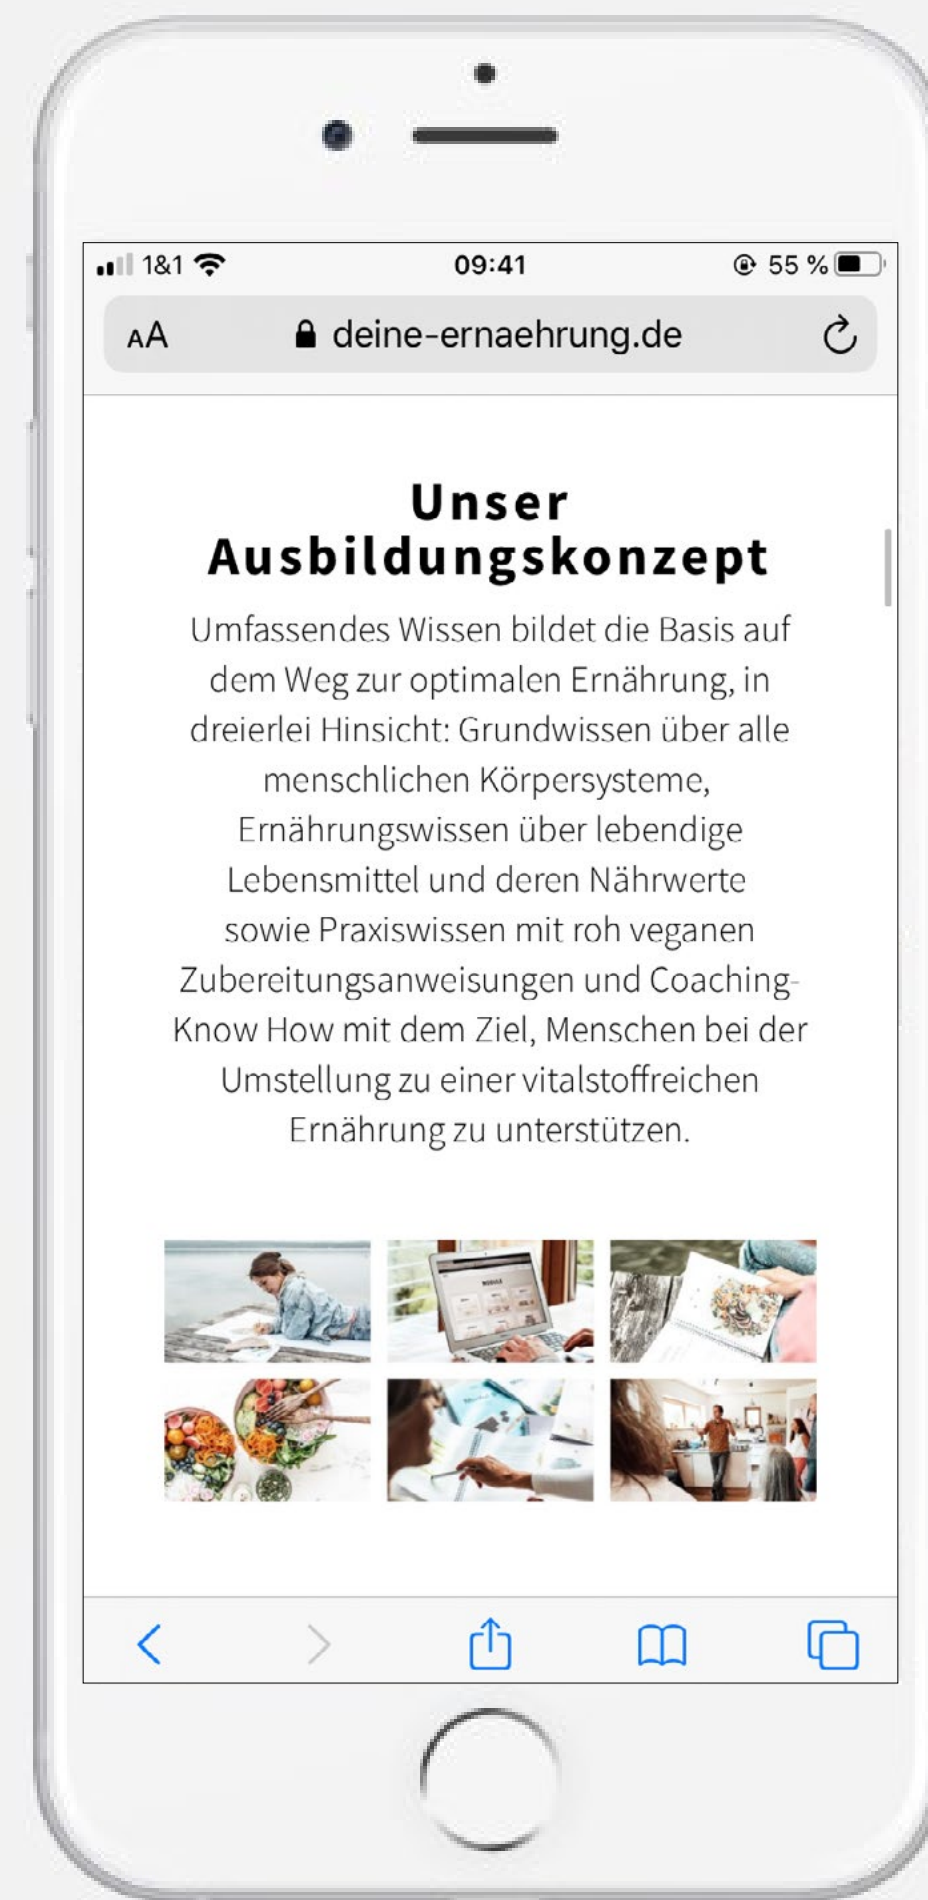 1&1 09:41 55 %
AA deine-ernaehrung.de
Unser
Ausbildungskonzept
Umfassendes Wissen bildet die Basis auf
dem Weg zur optimalen Ernährung, in
dreierlei Hinsicht: Grundwissen über alle
menschlichen Körpersysteme,
Ernährungswissen über lebendige
Lebensmittel und deren Nährwerte
sowie Praxiswissen mit roh veganen
Zubereitungsanweisungen und Coaching-
Know How mit dem Ziel, Menschen bei der
Umstellung zu einer vitalstoffreichen
Ernährung zu unterstützen.
MODULE